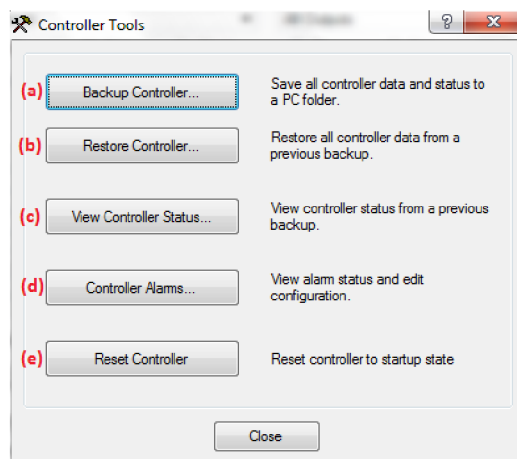 Controller Tools
(a) Backup Controller... Save all controller data and status to
a PC folder.
(b) Restore Controller... Restore all controller data from a
previous backup.
(c) View Controller Status... View controller status from a previous
backup.
(d) Controller Alarms... View alarm status and edit
configuration.
(e) Reset Controller Reset controller to startup state
Close